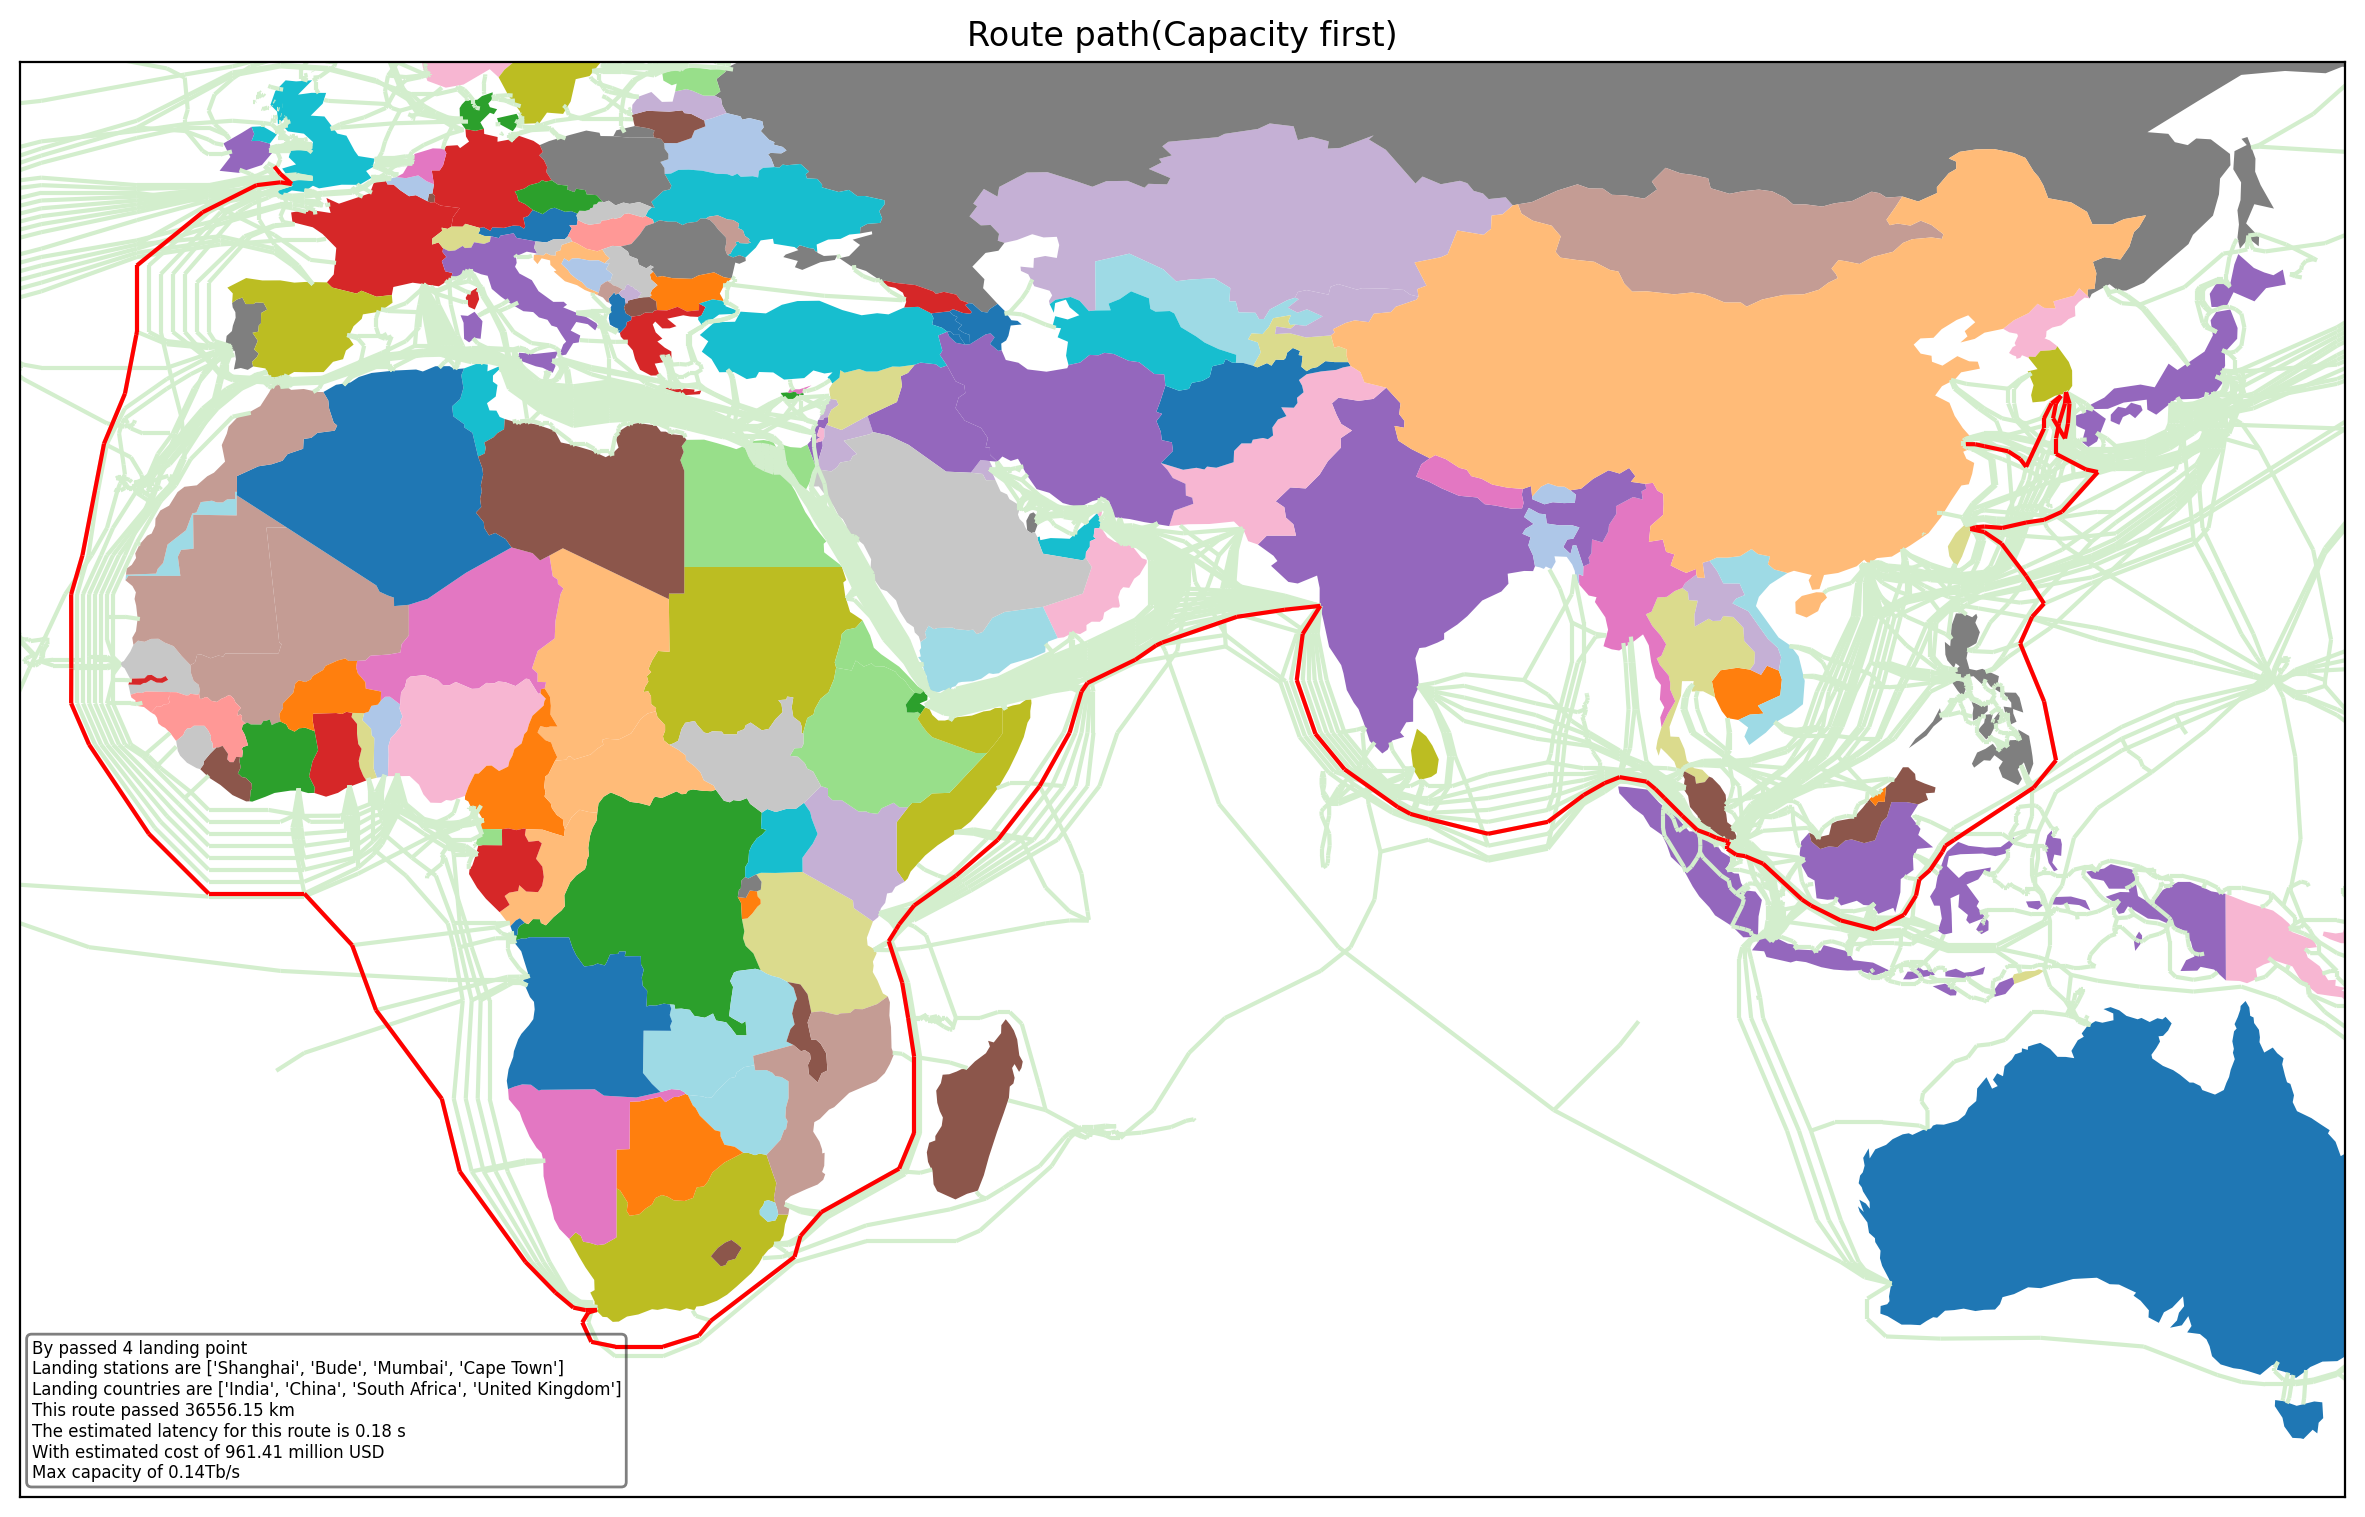 Route path(Capacity first)
By passed 4 landing point
Landing stations are ['Shanghai', 'Bude', 'Mumbai', 'Cape Town']
Landing countries are ['India', 'China', 'South Africa', 'United Kingdom']
This route passed 36556.15 km
The estimated latency for this route is 0.18 s
With estimated cost of 961.41 million USD
Max capacity of 0.14Tb/s